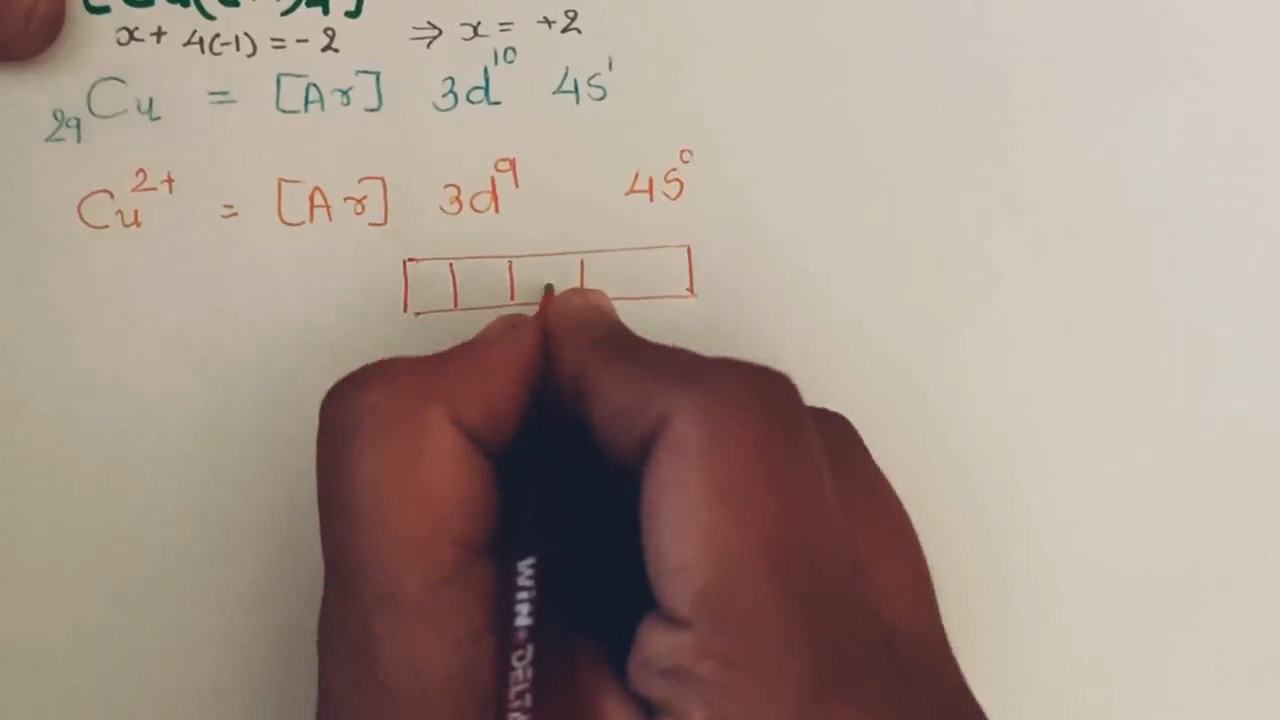 x + 4(-1) = - 2 ⇒ x = +2
₂₉Cu = [Ar] 3d¹⁰ 4s¹
Cu²⁺ = [Ar] 3d⁹ 4s⁰
WIN-DELTA